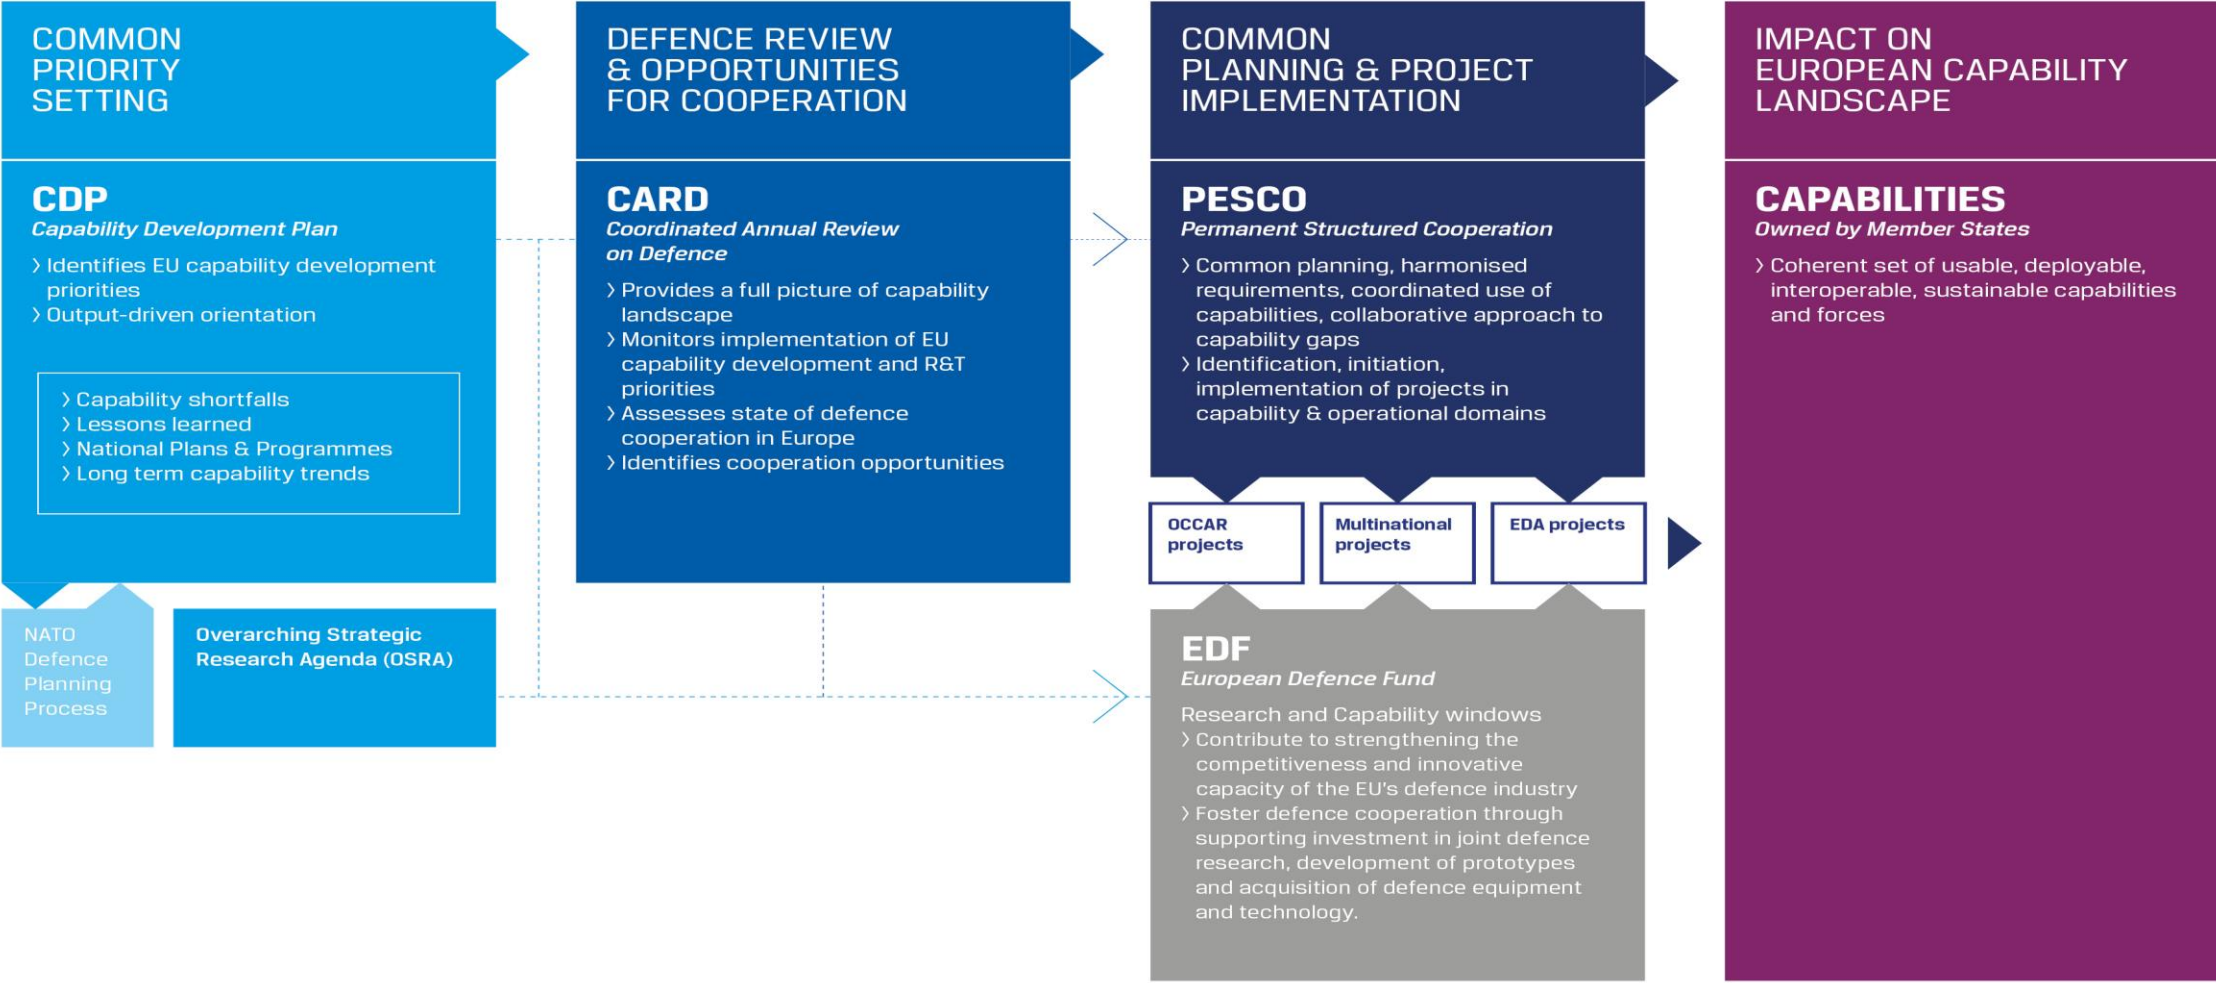 COMMON
PRIORITY
SETTING
CDP
Capability Development Plan
› Identifies EU capability development
priorities
› Output-driven orientation
› Capability shortfalls
› Lessons learned
› National Plans & Programmes
› Long term capability trends
NATO
Defence
Planning
Process
Overarching Strategic
Research Agenda (OSRA)
DEFENCE REVIEW
& OPPORTUNITIES
FOR COOPERATION
CARD
Coordinated Annual Review
on Defence
› Provides a full picture of capability
landscape
› Monitors implementation of EU
capability development and R&T
priorities
› Assesses state of defence
cooperation in Europe
› Identifies cooperation opportunities
COMMON
PLANNING & PROJECT
IMPLEMENTATION
PESCO
Permanent Structured Cooperation
› Common planning, harmonised
requirements, coordinated use of
capabilities, collaborative approach to
capability gaps
› Identification, initiation,
implementation of projects in
capability & operational domains
OCCAR
projects
Multinational
projects
EDA projects
EDF
European Defence Fund
Research and Capability windows
› Contribute to strengthening the
competitiveness and innovative
capacity of the EU's defence industry
› Foster defence cooperation through
supporting investment in joint defence
research, development of prototypes
and acquisition of defence equipment
and technology.
IMPACT ON
EUROPEAN CAPABILITY
LANDSCAPE
CAPABILITIES
Owned by Member States
› Coherent set of usable, deployable,
interoperable, sustainable capabilities
and forces